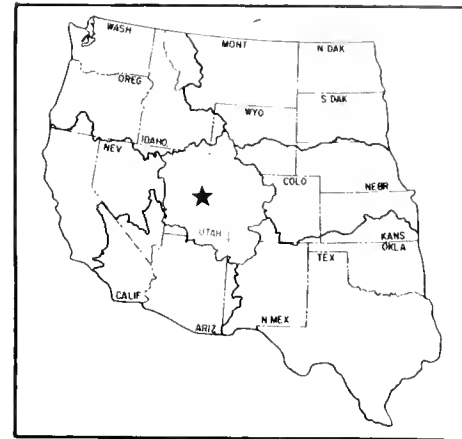 WASH
MONT
N DAK
OREG
S DAK
WYO
IDAHO
NEV
COLO
NEBR
UTAH
KANS
OKLA
TEX
CALIF
N MEX
ARIZ